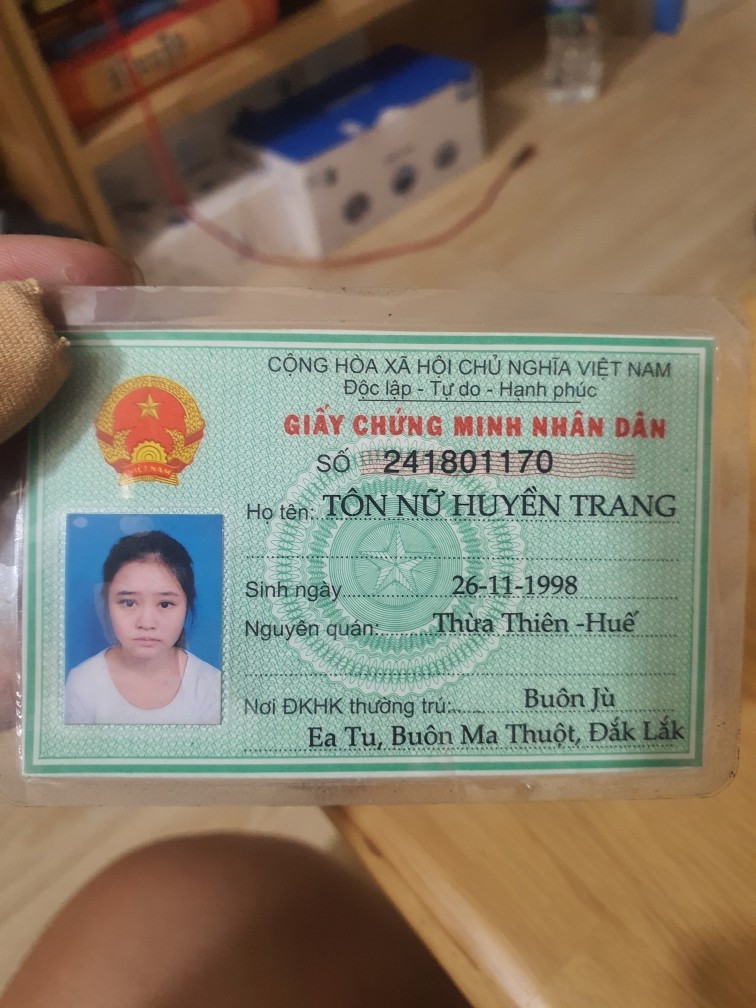 CỘNG HÒA XÃ HỘI CHỦ NGHĨA VIỆT NAM
Độc lập - Tự do - Hạnh phúc
GIẤY CHỨNG MINH NHÂN DÂN
SỐ 241801170
Họ tên: TÔN NỮ HUYỀN TRANG
Sinh ngày 26-11-1998
Nguyên quán: Thừa Thiên -Huế
Nơi ĐKHK thường trú: Buôn Jù
Ea Tu, Buôn Ma Thuột, Đắk Lắk
VIỆT NAM